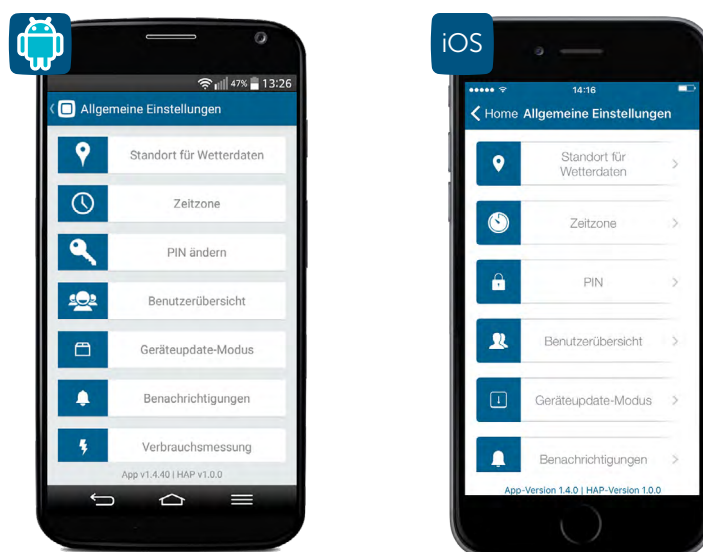 47% 13:26
Allgemeine Einstellungen
Standort für Wetterdaten
Zeitzone
PIN ändern
Benutzerübersicht
Geräteupdate-Modus
Benachrichtigungen
Verbrauchsmessung
App v1.4.40 | HAP v1.0.0
iOS
14:16
Home Allgemeine Einstellungen
Standort für
Wetterdaten
Zeitzone
PIN
Benutzerübersicht
Geräteupdate-Modus
Benachrichtigungen
App-Version 1.4.0 | HAP-Version 1.0.0